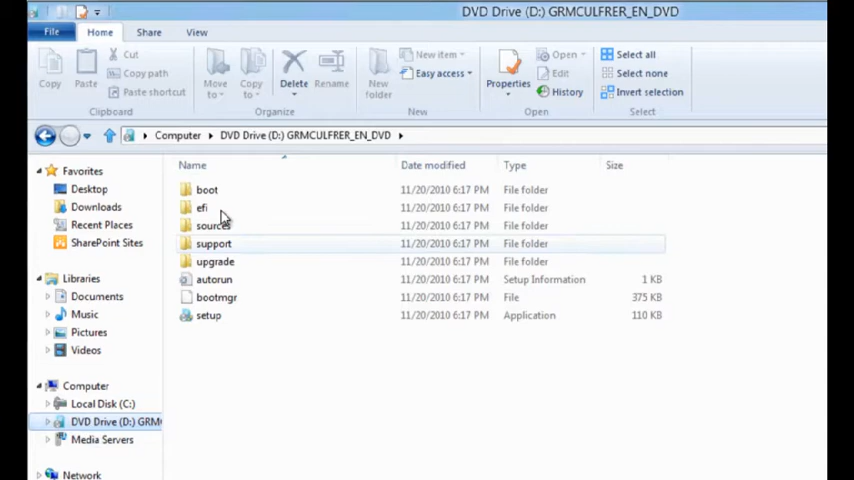 DVD Drive (D:) GRMCULFRER_EN_DVD
File Home Share View
Copy
Paste
Cut
Copy path
Paste shortcut
Clipboard
Move to
Copy to
Delete
Rename
Organize
New folder
New item
Easy access
New
Properties
Open
Edit
History
Open
Select all
Select none
Invert selection
Select
Computer DVD Drive (D:) GRMCULFRER_EN_DVD
Favorites
Desktop
Downloads
Recent Places
SharePoint Sites
Libraries
Documents
Music
Pictures
Videos
Computer
Local Disk (C:)
DVD Drive (D:) GRM
Media Servers
Network
Name Date modified Type Size
boot 11/20/2010 6:17 PM File folder
efi 11/20/2010 6:17 PM File folder
sources 11/20/2010 6:17 PM File folder
support 11/20/2010 6:17 PM File folder
upgrade 11/20/2010 6:17 PM File folder
autorun 11/20/2010 6:17 PM Setup Information 1 KB
bootmgr 11/20/2010 6:17 PM File 375 KB
setup 11/20/2010 6:17 PM Application 110 KB